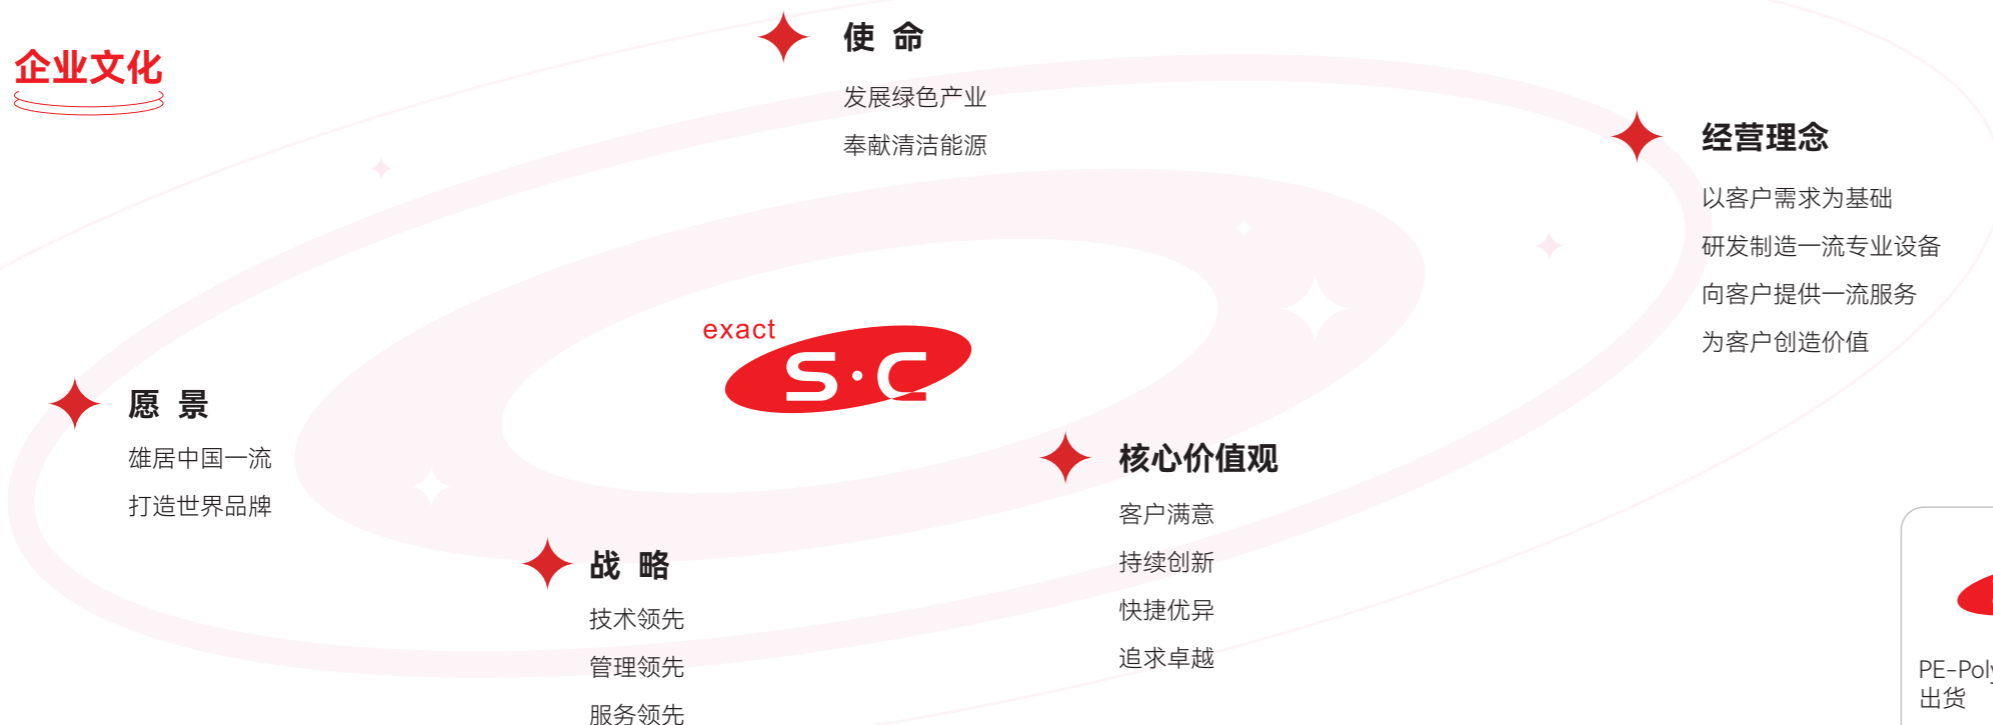 企业文化
使 命
发展绿色产业
奉献清洁能源
经营理念
以客户需求为基础
研发制造一流专业设备
向客户提供一流服务
为客户创造价值
exact
S·C
愿 景
雄居中国一流
打造世界品牌
核心价值观
客户满意
持续创新
快捷优异
追求卓越
战 略
技术领先
管理领先
服务领先
PE-Poly
出货